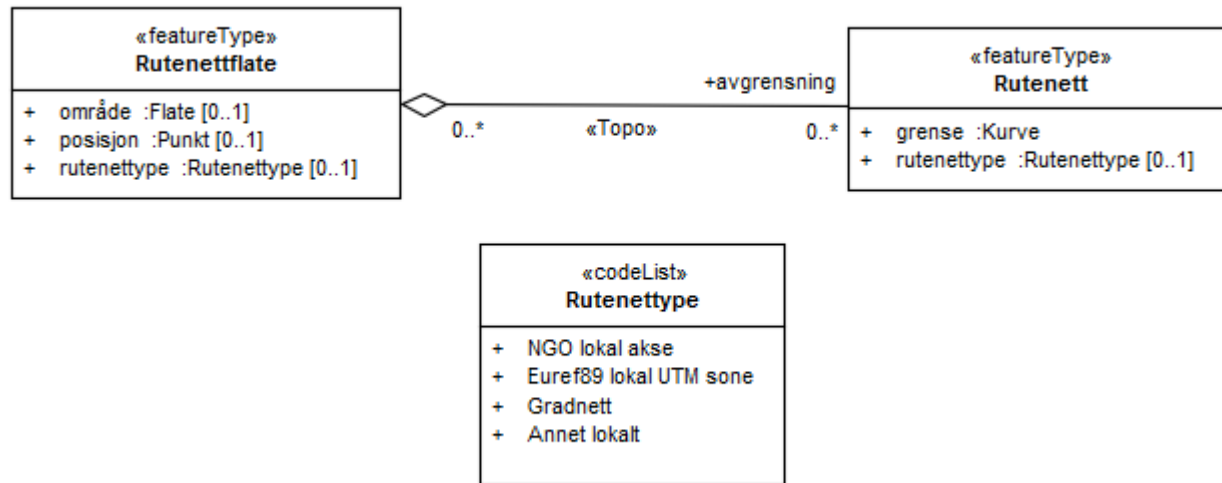 «featureType»
Rutenettflate
+ område :Flate [0..1]
+ posisjon :Punkt [0..1]
+ rutenettype :Rutenettype [0..1]
+avgrensning
0..*
«Topo»
0..*
«featureType»
Rutenett
+ grense :Kurve
+ rutenettype :Rutenettype [0..1]
«codeList»
Rutenettype
+ NGO lokal akse
+ Euref89 lokal UTM sone
+ Gradnett
+ Annet lokalt